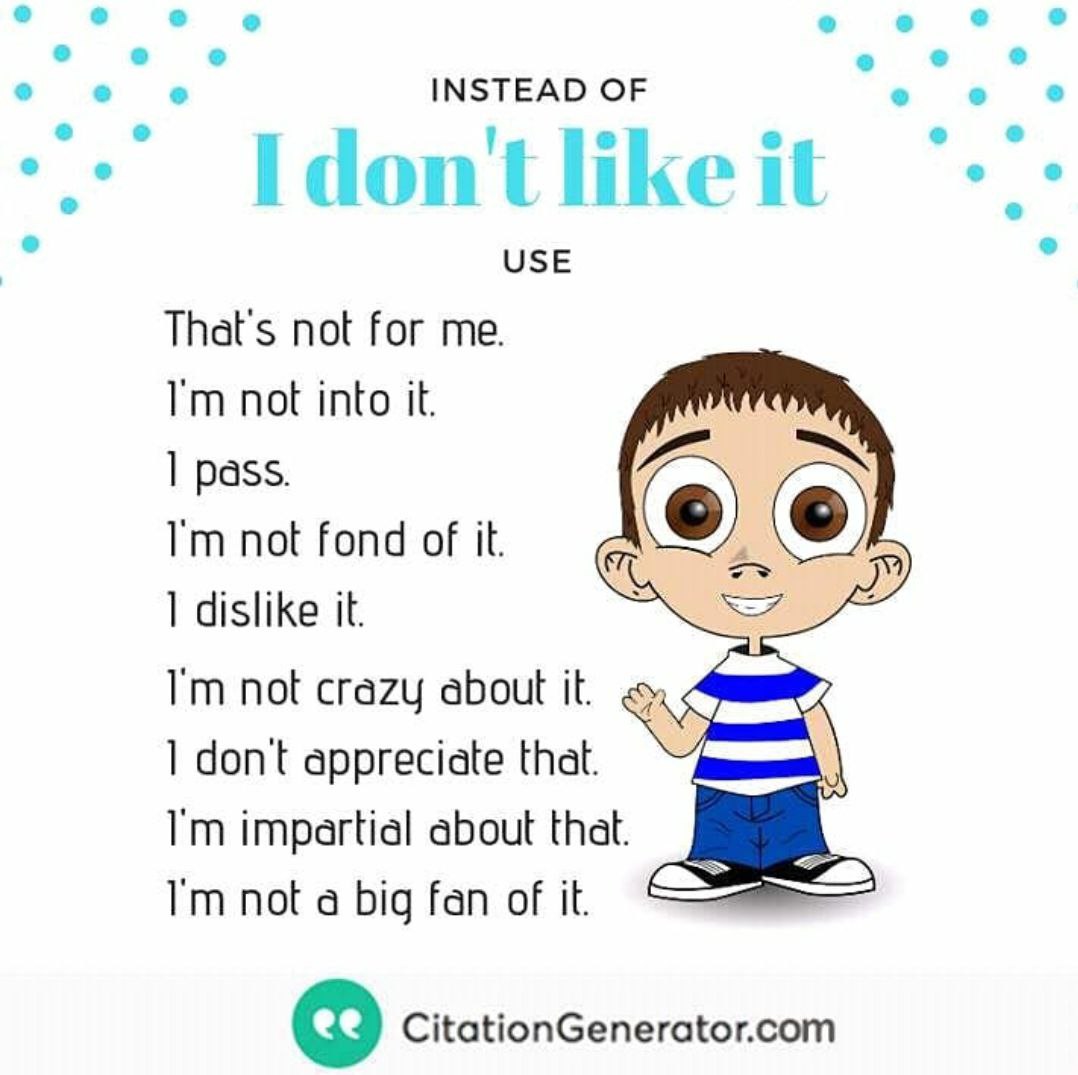 INSTEAD OF
I don't like it
USE
That's not for me.
I'm not into it.
I pass.
I'm not fond of it.
I dislike it.
I'm not crazy about it.
I don't appreciate that.
I'm impartial about that.
I'm not a big fan of it.
CitationGenerator.com